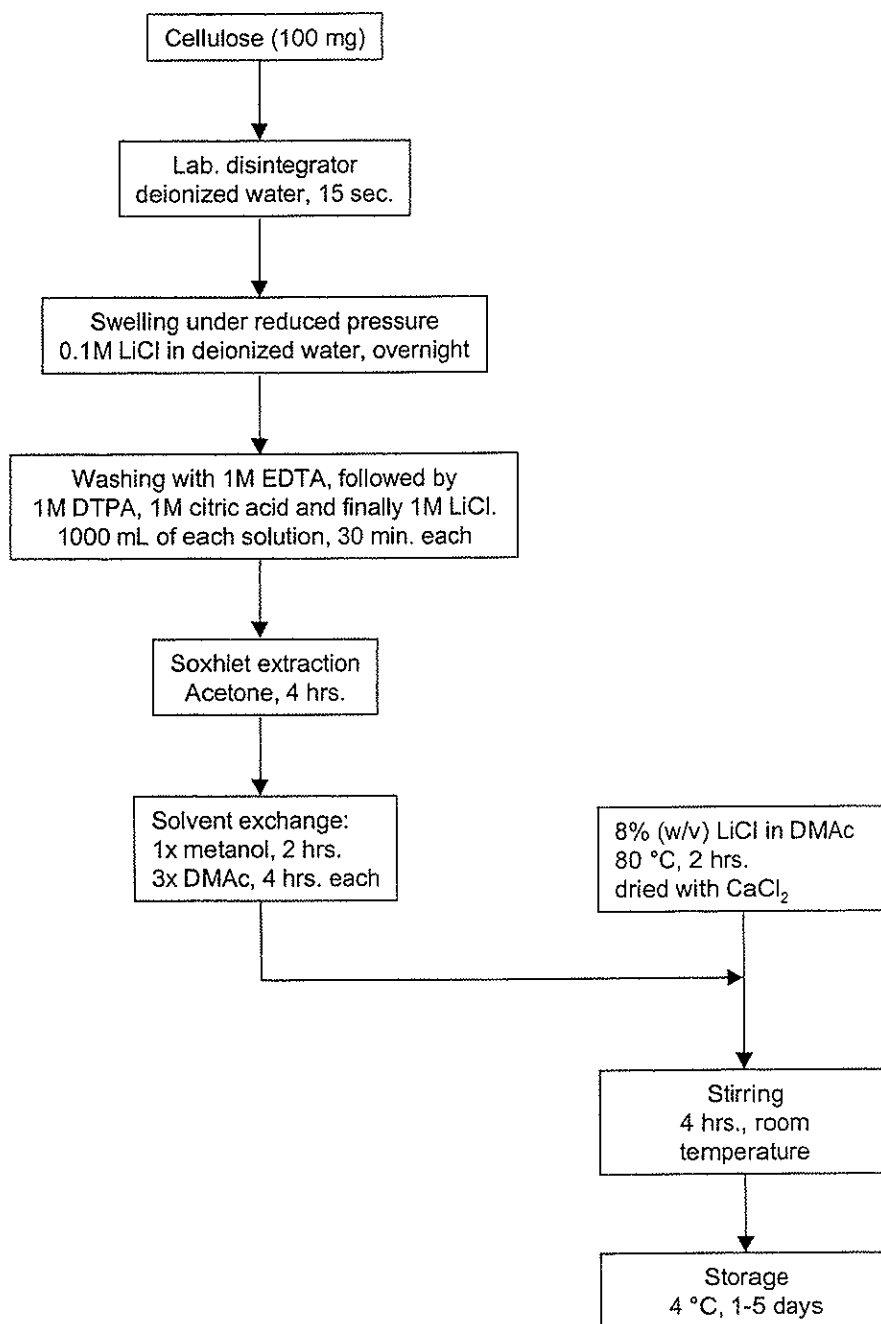 Cellulose (100 mg)
Lab. disintegrator
deionized water, 15 sec.
Swelling under reduced pressure
0.1M LiCl in deionized water, overnight
Washing with 1M EDTA, followed by
1M DTPA, 1M citric acid and finally 1M LiCl.
1000 mL of each solution, 30 min. each
Soxhlet extraction
Acetone, 4 hrs.
Solvent exchange:
1x metanol, 2 hrs.
3x DMAc, 4 hrs. each
8% (w/v) LiCl in DMAc
80 °C, 2 hrs.
dried with CaCl₂
Stirring
4 hrs., room
temperature
Storage
4 °C, 1-5 days